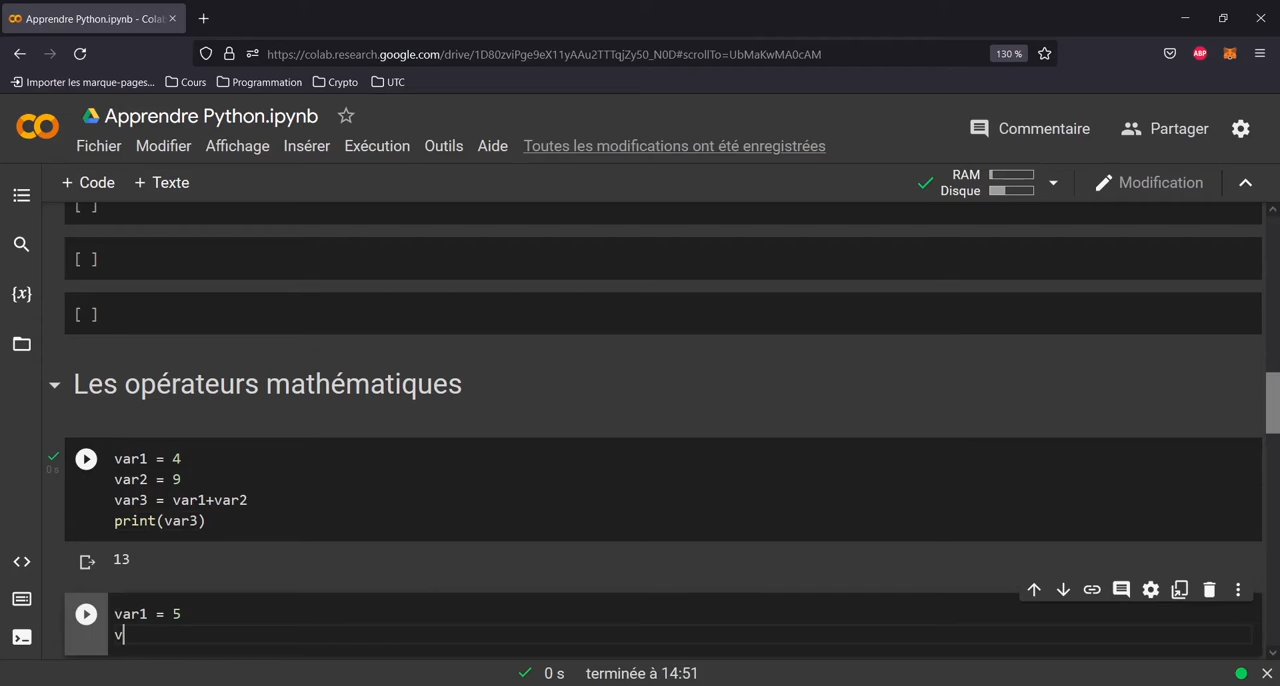 Apprendre Python.ipynb - Cola
https://colab.research.google.com/drive/1D80zviPge9eX11yAAu2TTTqjZy50_N0D#scrollTo=UbMaKwMA0cAM
130 %
ABP
Importer les marque-pages...
Cours
Programmation
Crypto
UTC
Apprendre Python.ipynb
Commentaire
Partager
Fichier Modifier Affichage Insérer Exécution Outils Aide Toutes les modifications ont été enregistrées
+ Code + Texte
RAM
Disque
Modification
[ ]
[ ]
{x}
[ ]
Les opérateurs mathématiques
var1 = 4
0 s
var2 = 9
var3 = var1+var2
print(var3)
13
var1 = 5
v
0 s terminée à 14:51